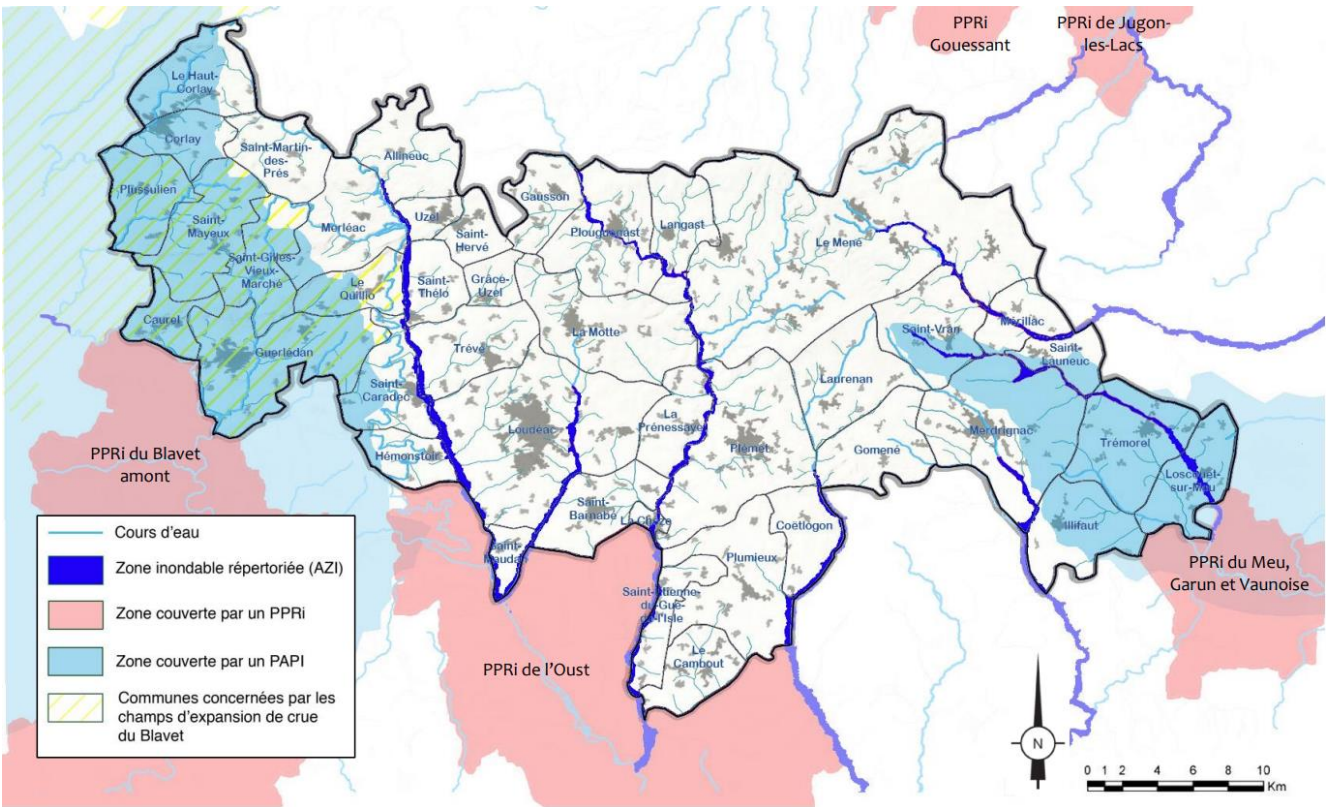 PPRi
Gouessant
PPRi de Jugon-
les-Lacs
Le Haut-
Corlay
Corlay
Saint-Martin-
des-
Prés
Allineuc
Plussulien
Saint-
Mayeux
Merléac
Uzel
Saint-
Hervé
Gausson
Plouguenast
Langast
Le Mené
Saint-Gilles-
Vieux-
Marché
Le
Quillio
Saint-
Thélo
Grâce-
Uzel
Caurel
Guerlédan
Trévé
La Motte
Saint-Vran
Mérillac
Saint-
Launeuc
Saint-
Caradec
Loudéac
La
Prénessaye
Laurenan
Plémet
Merdrignac
Trémorel
Hémonstoir
Gomené
Loscouët-
sur-Meu
Saint-
Barnabé
La Chèze
Coëtlogon
Illifaut
Saint-
Maudan
Plumieux
Saint-Etienne-
du-Gué-
de-l'Isle
Le
Cambout
PPRi du Blavet
amont
PPRi de l'Oust
PPRi du Meu,
Garun et Vaunoise
Cours d'eau
Zone inondable répertoriée (AZI)
Zone couverte par un PPRi
Zone couverte par un PAPI
Communes concernées par les
champs d'expansion de crue
du Blavet
N
0 1 2 4 6 8 10
Km